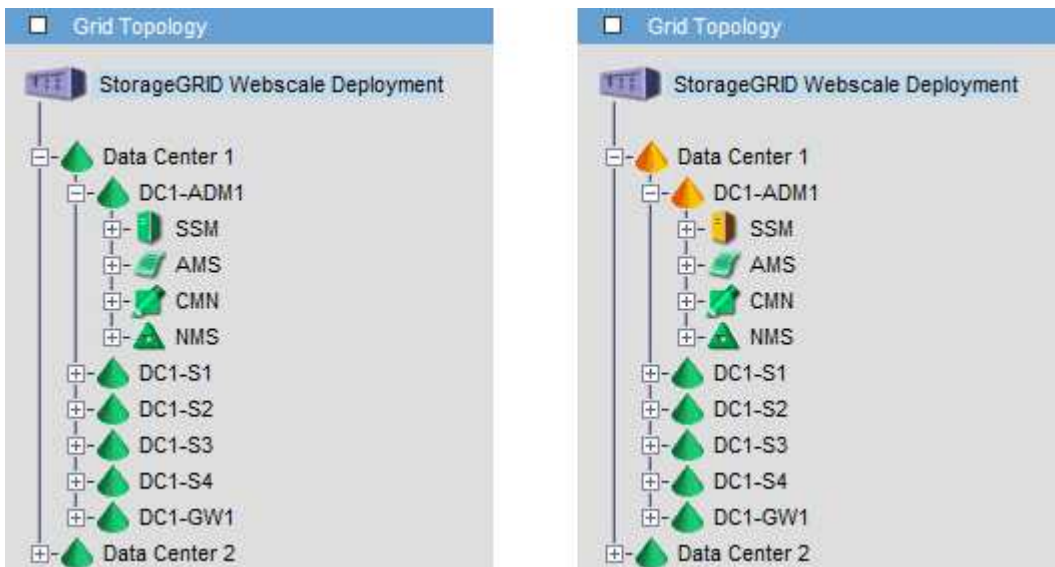 Grid Topology
StorageGRID Webscale Deployment
Data Center 1
DC1-ADM1
SSM
AMS
CMN
NMS
DC1-S1
DC1-S2
DC1-S3
DC1-S4
DC1-GW1
Data Center 2
Grid Topology
StorageGRID Webscale Deployment
Data Center 1
DC1-ADM1
SSM
AMS
CMN
NMS
DC1-S1
DC1-S2
DC1-S3
DC1-S4
DC1-GW1
Data Center 2